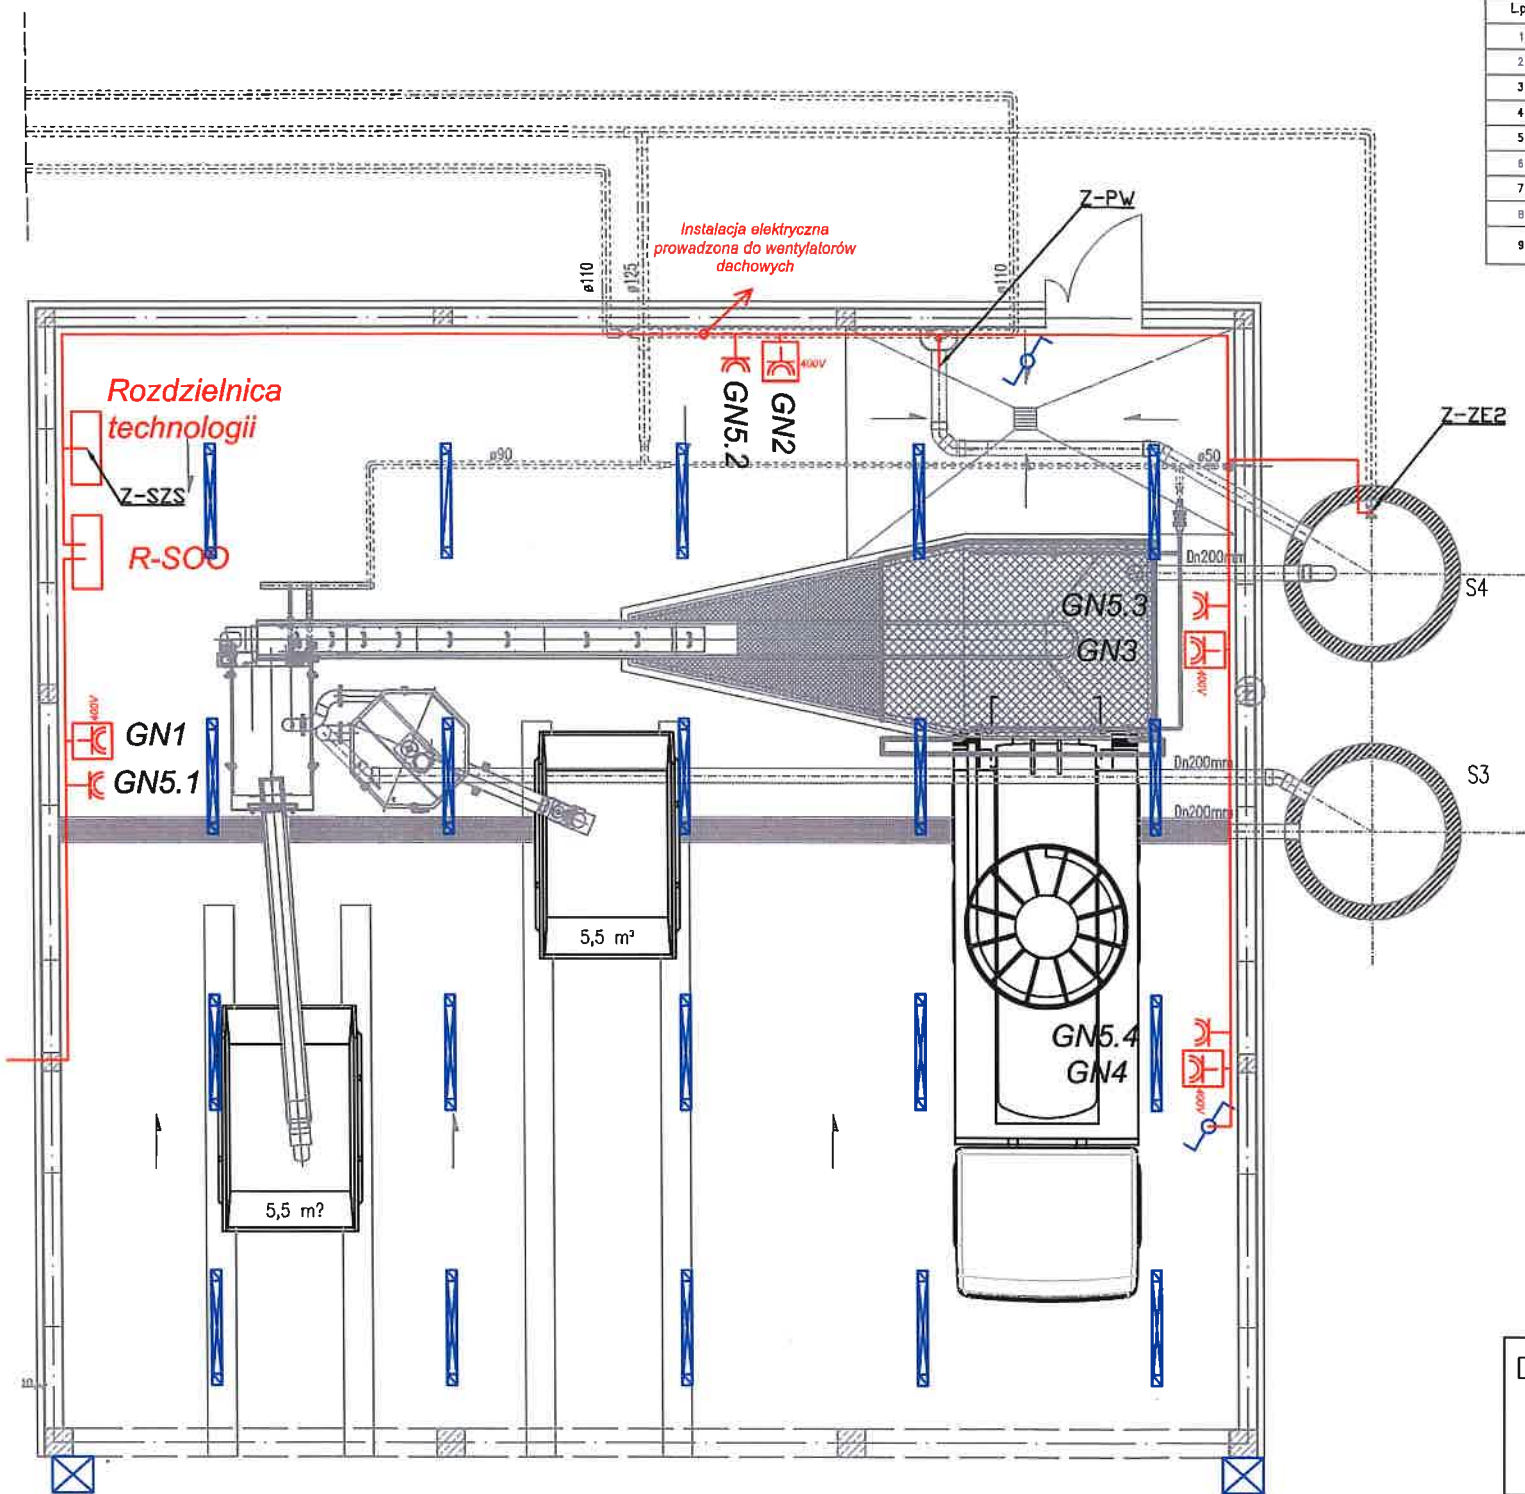 Lp
1
2
3
4
5
6
7
8
9
Z-PW
Instalacja elektryczna
prowadzona do wentylatorów
dachowych
ø110
ø125
ø110
400V
Rozdzielnica
technologii
GN5.2
GN2
Z-ZE2
ø90
ø50
Z-SZS
R-SOO
Dn200mm
S4
GN5.3
GN3
400V
400V
GN1
GN5.1
Dn200mm
S3
Dn200mm
5,5 m³
GN5.4
GN4
400V
5,5 m?